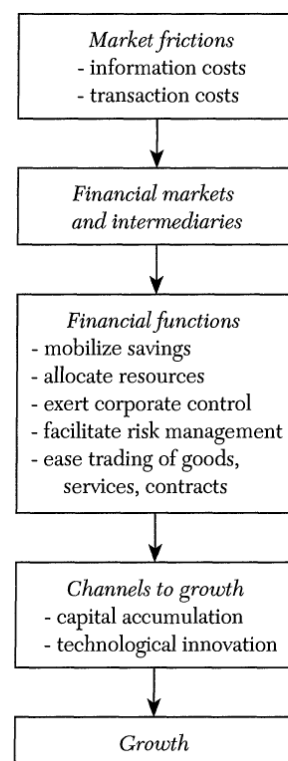 Market frictions
- information costs
- transaction costs
Financial markets
and intermediaries
Financial functions
- mobilize savings
- allocate resources
- exert corporate control
- facilitate risk management
- ease trading of goods,
services, contracts
Channels to growth
- capital accumulation
- technological innovation
Growth